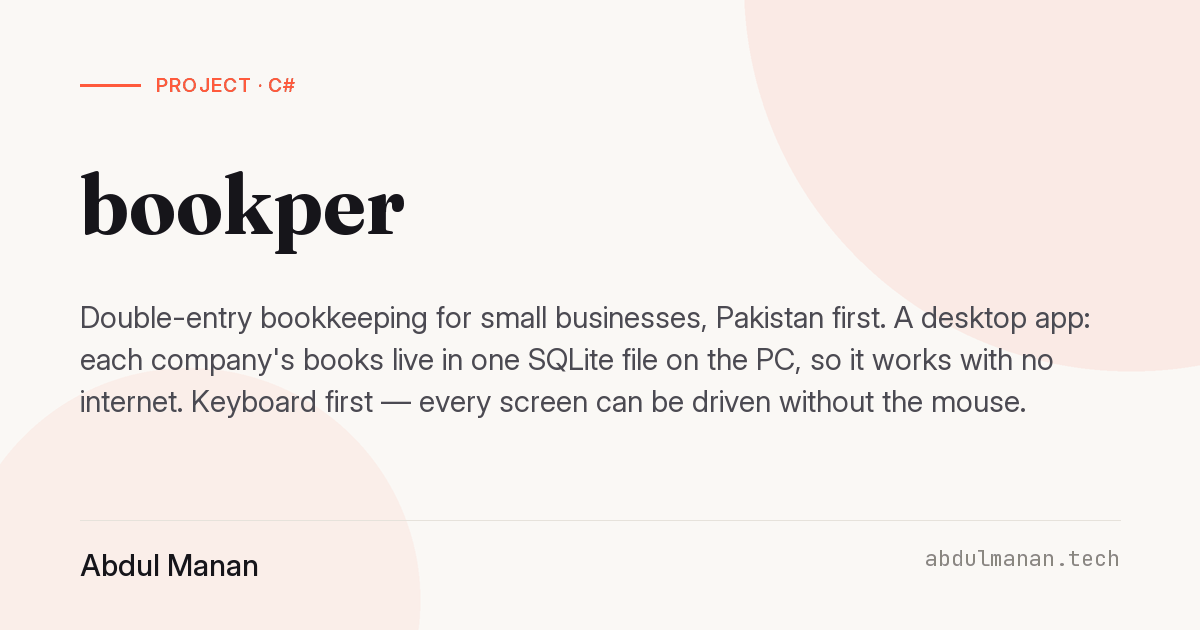 PROJECT · C#
bookper
Double-entry bookkeeping for small businesses, Pakistan first. A desktop app:
each company's books live in one SQLite file on the PC, so it works with no
internet. Keyboard first — every screen can be driven without the mouse.
Abdul Manan
abdulmanan.tech